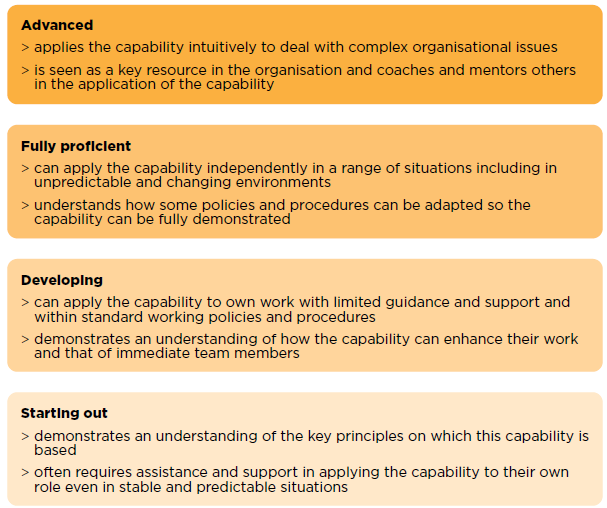 Advanced
> applies the capability intuitively to deal with complex organisational issues
> is seen as a key resource in the organisation and coaches and mentors others
in the application of the capability
Fully proficient
> can apply the capability independently in a range of situations including in
unpredictable and changing environments
> understands how some policies and procedures can be adapted so the
capability can be fully demonstrated
Developing
> can apply the capability to own work with limited guidance and support and
within standard working policies and procedures
> demonstrates an understanding of how the capability can enhance their work
and that of immediate team members
Starting out
> demonstrates an understanding of the key principles on which this capability is
based
> often requires assistance and support in applying the capability to their own
role even in stable and predictable situations